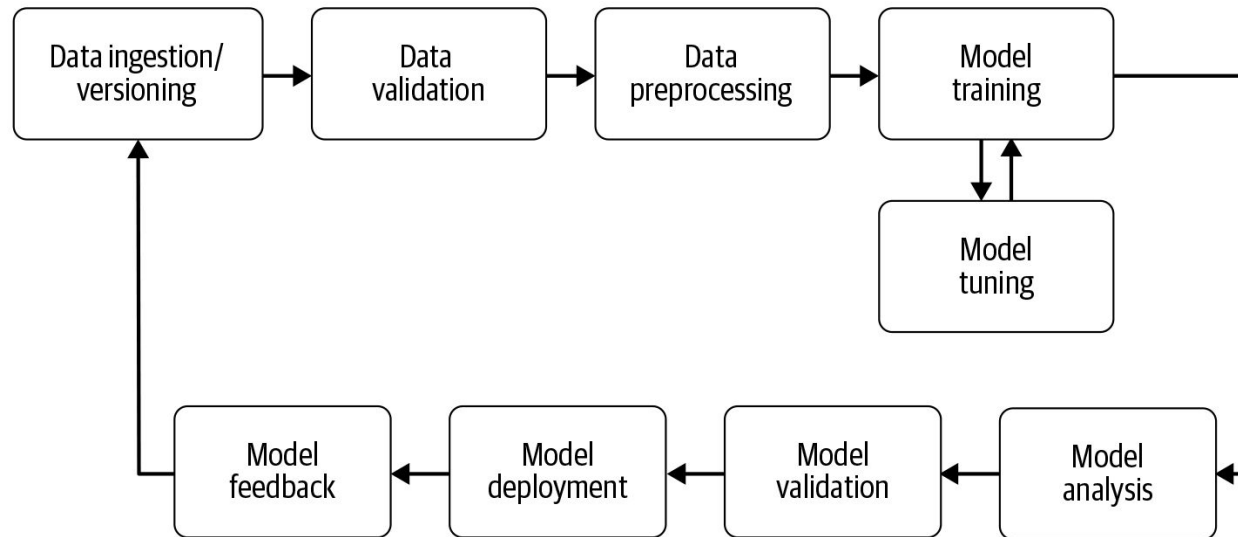 Data ingestion/
versioning
Data
validation
Data
preprocessing
Model
training
Model
tuning
Model
feedback
Model
deployment
Model
validation
Model
analysis